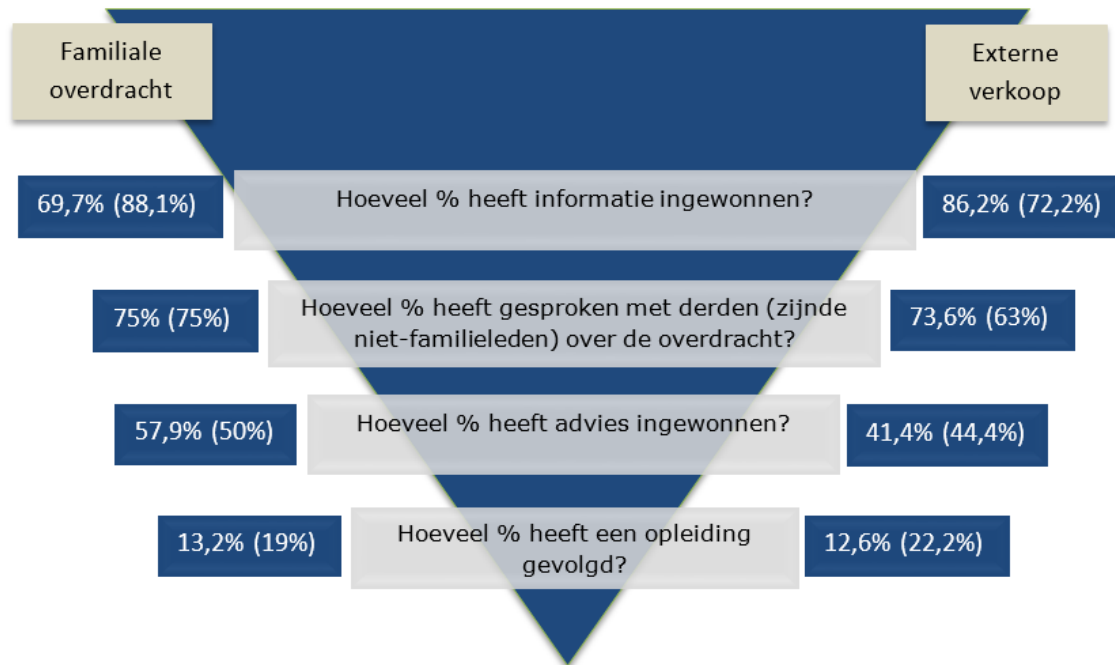 Familiale
overdracht
Externe
verkoop
69,7% (88,1%)
Hoeveel % heeft informatie ingewonnen?
86,2% (72,2%)
75% (75%)
Hoeveel % heeft gesproken met derden (zijnde
niet-familieleden) over de overdracht?
73,6% (63%)
57,9% (50%)
Hoeveel % heeft advies ingewonnen?
41,4% (44,4%)
13,2% (19%)
Hoeveel % heeft een opleiding
gevolgd?
12,6% (22,2%)